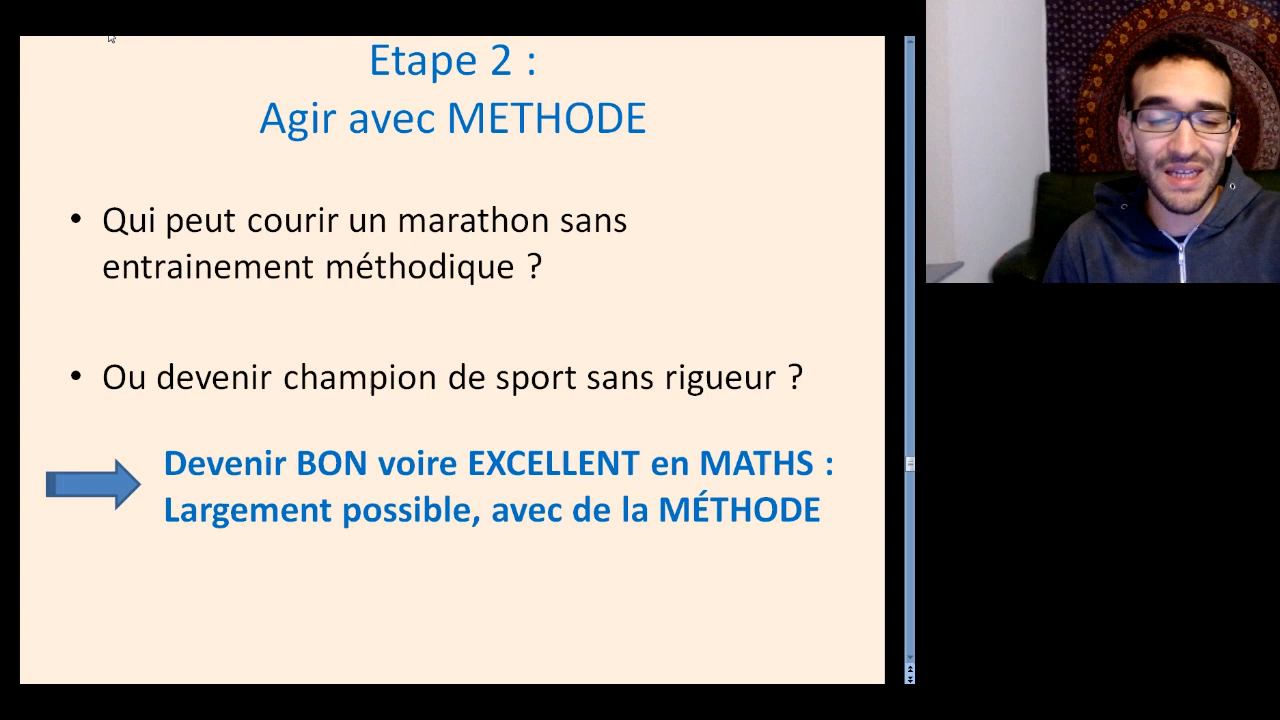 Etape 2 :
Agir avec METHODE
• Qui peut courir un marathon sans
entrainement méthodique ?
• Ou devenir champion de sport sans rigueur ?
Devenir BON voire EXCELLENT en MATHS :
Largement possible, avec de la MÉTHODE